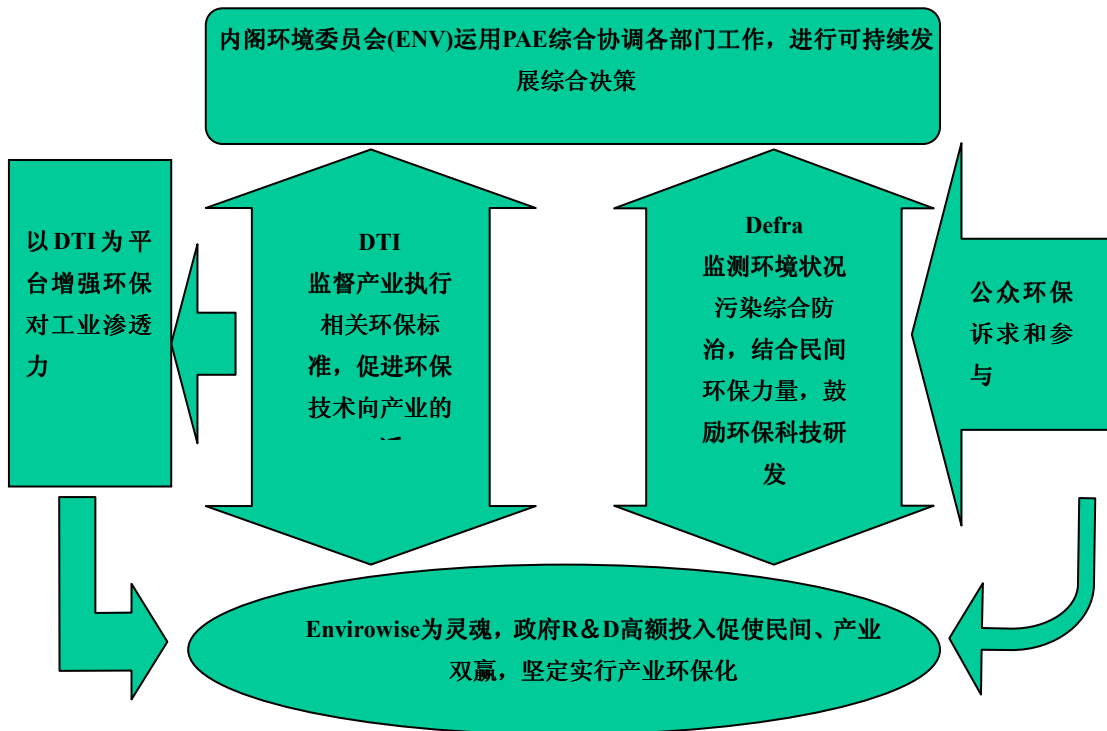 内阁环境委员会(ENV)运用PAE综合协调各部门工作，进行可持续发
展综合决策
以DTI为平
台增强环保
对工业渗透
力
DTI
监督产业执行
相关环保标
准，促进环保
技术向产业的
Defra
监测环境状况
污染综合防
治，结合民间
环保力量，鼓
励环保科技研
发
公众环保
诉求和参
与
Envirowise为灵魂，政府R＆D高额投入促使民间、产业
双赢，坚定实行产业环保化